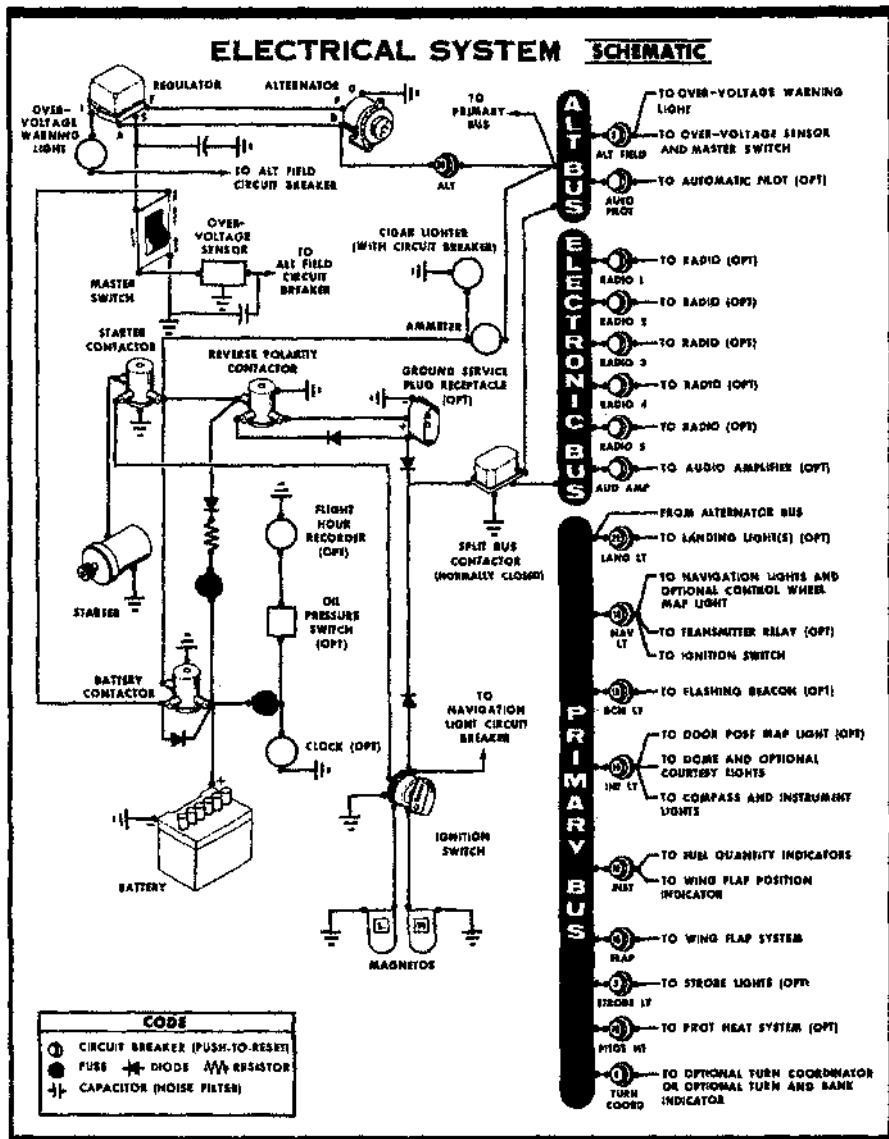 ELECTRICAL SYSTEM SCHEMATIC
REGULATOR
ALTERNATOR
OVER-
VOLTAGE
WARNING
LIGHT
F
S
A
G
F
B
TO ALT FIELD
CIRCUIT BREAKER
ALT
TO
PRIMARY
BUS
MASTER
SWITCH
OVER-
VOLTAGE
SENSOR
TO
ALT FIELD
CIRCUIT
BREAKER
CIGAR LIGHTER
(WITH CIRCUIT BREAKER)
AMMETER
STARTER
CONTACTOR
REVERSE POLARITY
CONTACTOR
GROUND SERVICE
PLUG RECEPTACLE
(OPT)
STARTER
FLIGHT
HOUR
RECORDER
(OPT)
OIL
PRESSURE
SWITCH
(OPT)
CLOCK (OPT)
SPLIT BUS
CONTACTOR
(NORMALLY CLOSED)
BATTERY
CONTACTOR
BATTERY
TO
NAVIGATION
LIGHT CIRCUIT
BREAKER
IGNITION
SWITCH
L
R
MAGNETOS
ALT BUS
ALT FIELD
TO OVER-VOLTAGE WARNING
LIGHT
TO OVER-VOLTAGE SENSOR
AND MASTER SWITCH
AUTO
PILOT
TO AUTOMATIC PILOT (OPT)
ELECTRONIC BUS
RADIO 1
TO RADIO (OPT)
RADIO 2
TO RADIO (OPT)
RADIO 3
TO RADIO (OPT)
RADIO 4
TO RADIO (OPT)
RADIO 5
TO RADIO (OPT)
AUD AMP
TO AUDIO AMPLIFIER (OPT)
PRIMARY BUS
FROM ALTERNATOR BUS
LANG LT
TO LANDING LIGHT(S) (OPT)
NAV
LT
TO NAVIGATION LIGHTS AND
OPTIONAL CONTROL WHEEL
MAP LIGHT
TO TRANSMITTER RELAY (OPT)
TO IGNITION SWITCH
BCN LT
TO FLASHING BEACON (OPT)
INT LT
TO DOOR POST MAP LIGHT (OPT)
TO DOME AND OPTIONAL
COURTESY LIGHTS
TO COMPASS AND INSTRUMENT
LIGHTS
INST
TO FUEL QUANTITY INDICATORS
TO WING FLAP POSITION
INDICATOR
FLAP
TO WING FLAP SYSTEM
STROBE LT
TO STROBE LIGHTS (OPT)
PITOT HT
TO PITOT HEAT SYSTEM (OPT)
TURN
COORD
TO OPTIONAL TURN COORDINATOR
OR OPTIONAL TURN AND BANK
INDICATOR
CODE
CIRCUIT BREAKER (PUSH-TO-RESET)
FUSE DIODE RESISTOR
CAPACITOR (NOISE FILTER)